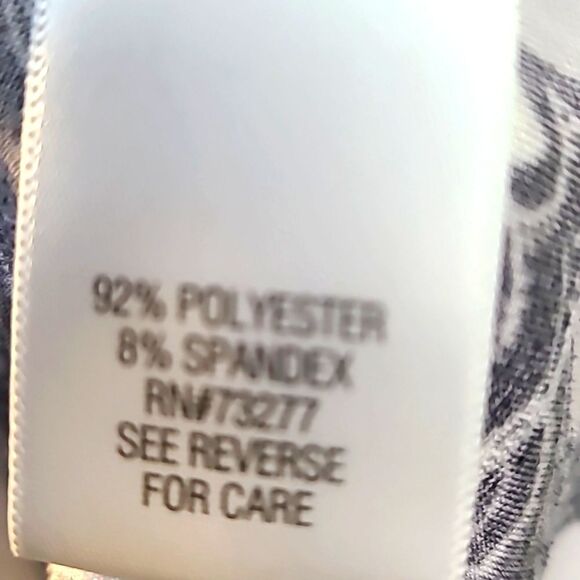 92% POLYESTER
8% SPANDEX
RN#73277
SEE REVERSE
FOR CARE